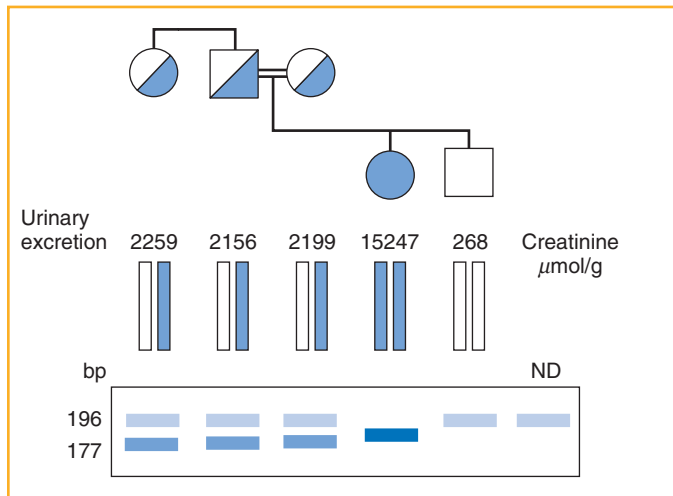 Urinary
excretion 2259 2156 2199 15247 268 Creatinine
μmol/g
bp ND
196
177